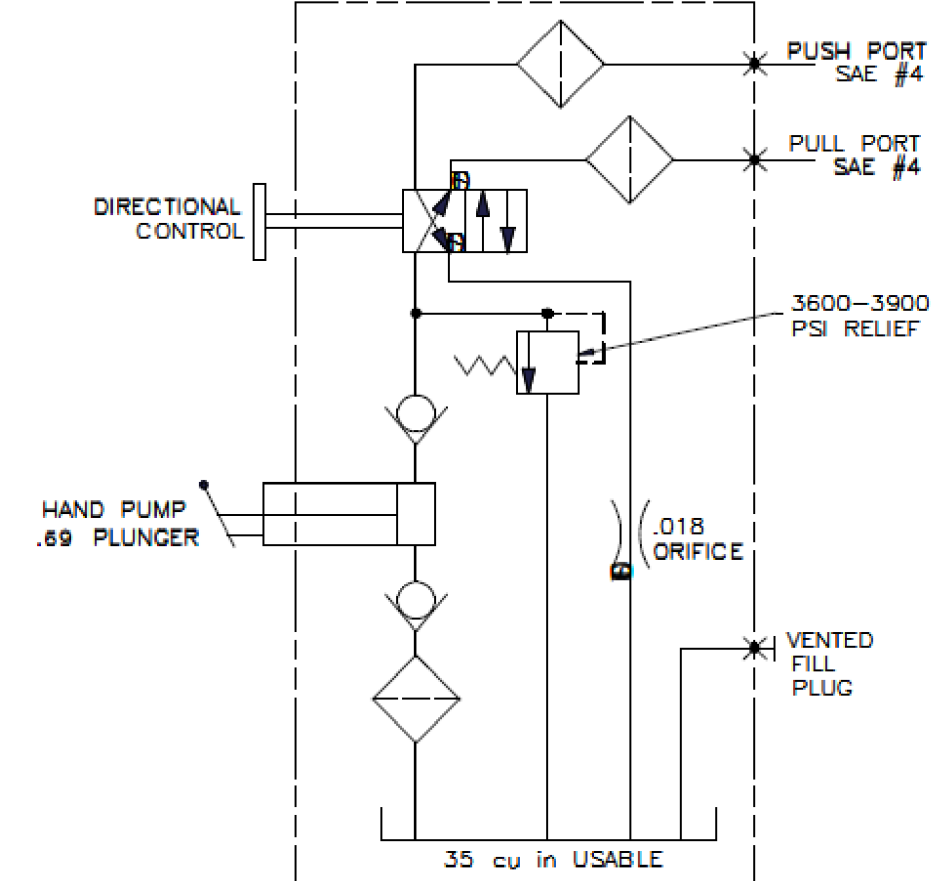 PUSH PORT
SAE #4
PULL PORT
SAE #4
DIRECTIONAL
CONTROL
3600-3900
PSI RELIEF
HAND PUMP
.69 PLUNGER
.018
ORIFICE
VENTED
FILL
PLUG
35 cu in USABLE